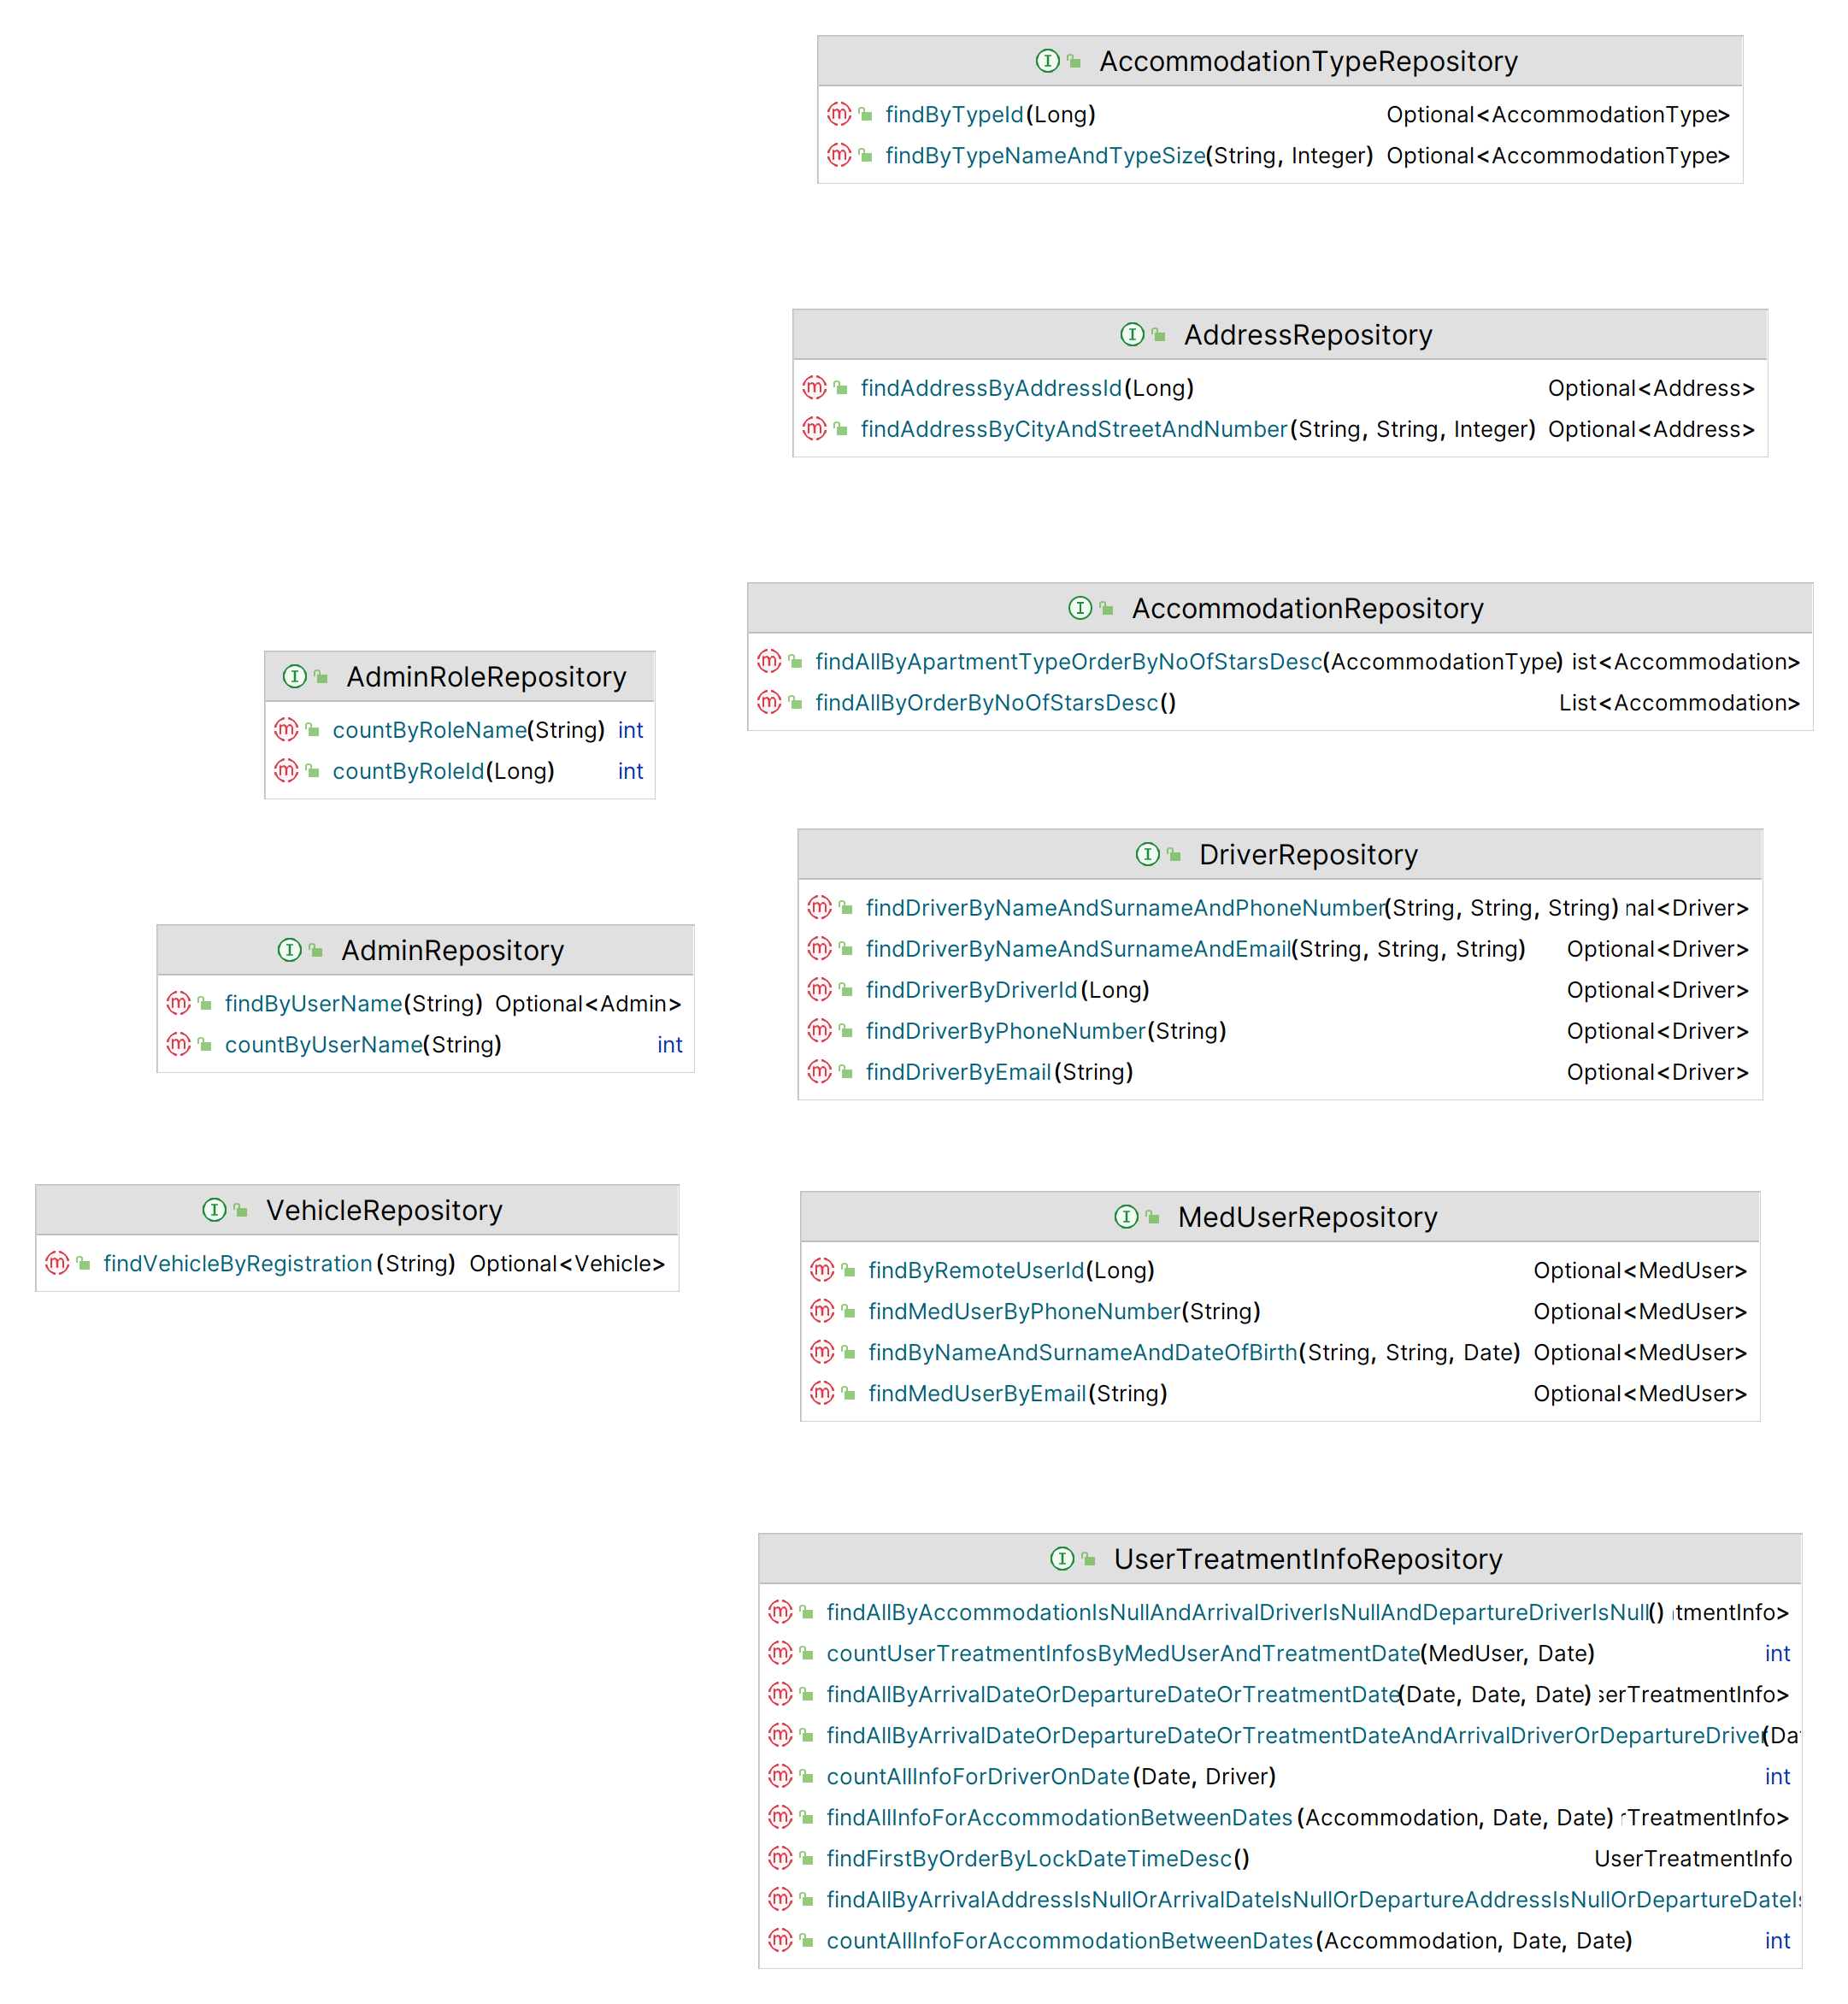 AccommodationTypeRepository
findByTypeId(Long) Optional<AccommodationType>
findByTypeNameAndTypeSize(String, Integer) Optional<AccommodationType>
AddressRepository
findAddressByAddressId(Long) Optional<Address>
findAddressByCityAndStreetAndNumber(String, String, Integer) Optional<Address>
AccommodationRepository
findAllByApartmentTypeOrderByNoOfStarsDesc(AccommodationType) ist<Accommodation>
findAllByOrderByNoOfStarsDesc() List<Accommodation>
AdminRoleRepository
countByRoleName(String) int
countByRoleId(Long) int
DriverRepository
findDriverByNameAndSurnameAndPhoneNumber(String, String, String) nal<Driver>
findDriverByNameAndSurnameAndEmail(String, String, String) Optional<Driver>
findDriverByDriverId(Long) Optional<Driver>
findDriverByPhoneNumber(String) Optional<Driver>
findDriverByEmail(String) Optional<Driver>
AdminRepository
findByUserName(String) Optional<Admin>
countByUserName(String) int
VehicleRepository
findVehicleByRegistration(String) Optional<Vehicle>
MedUserRepository
findByRemoteUserId(Long) Optional<MedUser>
findMedUserByPhoneNumber(String) Optional<MedUser>
findByNameAndSurnameAndDateOfBirth(String, String, Date) Optional<MedUser>
findMedUserByEmail(String) Optional<MedUser>
UserTreatmentInfoRepository
findAllByAccommodationIsNullAndArrivalDriverIsNullAndDepartureDriverIsNull() tmentInfo>
countUserTreatmentInfosByMedUserAndTreatmentDate(MedUser, Date) int
findAllByArrivalDateOrDepartureDateOrTreatmentDate(Date, Date, Date) serTreatmentInfo>
findAllByArrivalDateOrDepartureDateOrTreatmentDateAndArrivalDriverOrDepartureDriver(Da
countAllInfoForDriverOnDate(Date, Driver) int
findAllInfoForAccommodationBetweenDates(Accommodation, Date, Date) rTreatmentInfo>
findFirstByOrderByLockDateTimeDesc() UserTreatmentInfo
findAllByArrivalAddressIsNullOrArrivalDateIsNullOrDepartureAddressIsNullOrDepartureDateIs
countAllInfoForAccommodationBetweenDates(Accommodation, Date, Date) int